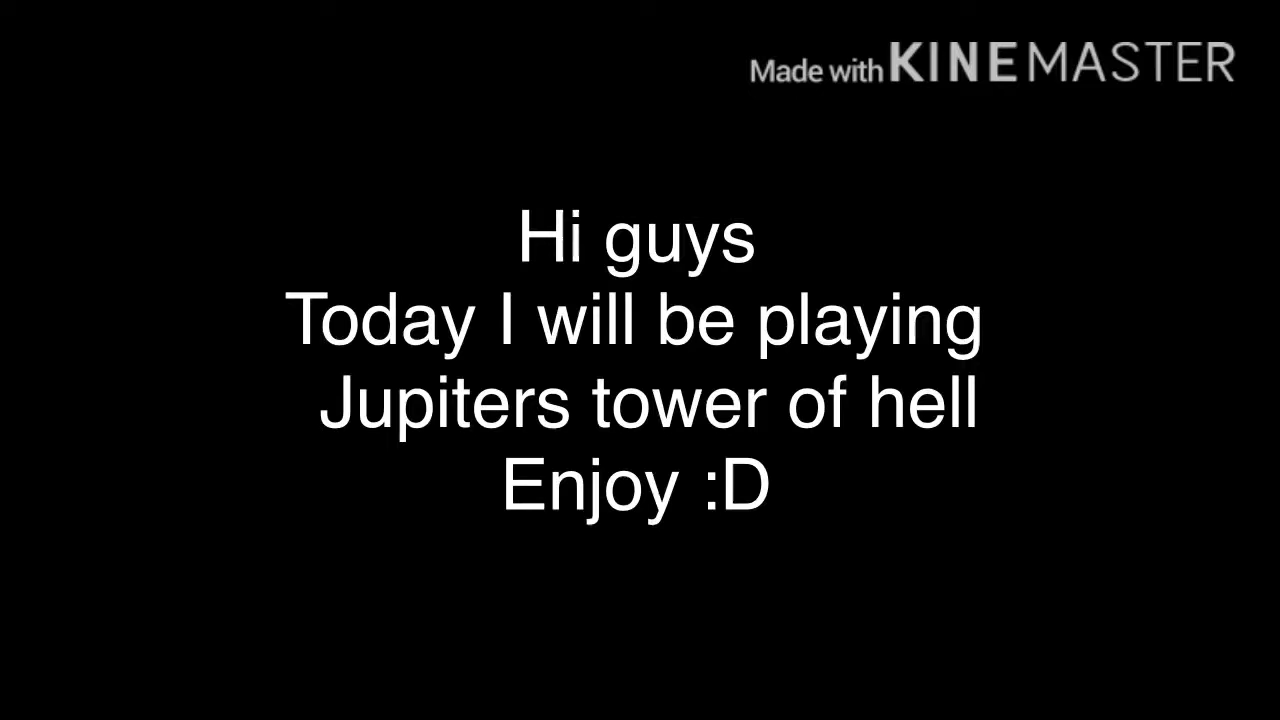 Made with KINEMASTER
Hi guys
Today I will be playing
Jupiters tower of hell
Enjoy :D